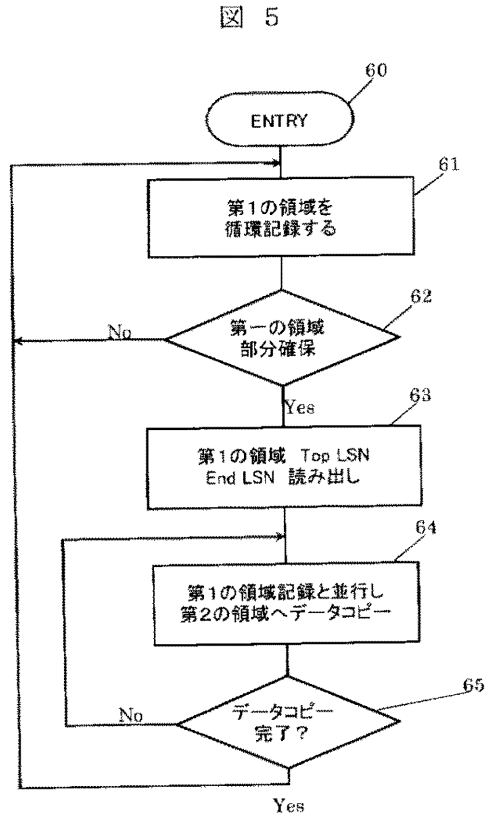 図 5
60
ENTRY
61
第1の領域を
循環記録する
62
第一の領域
部分確保
No
Yes
63
第1の領域 Top LSN
End LSN 読み出し
64
第1の領域記録と並行し
第2の領域へデータコピー
65
データコピー
完了？
No
Yes